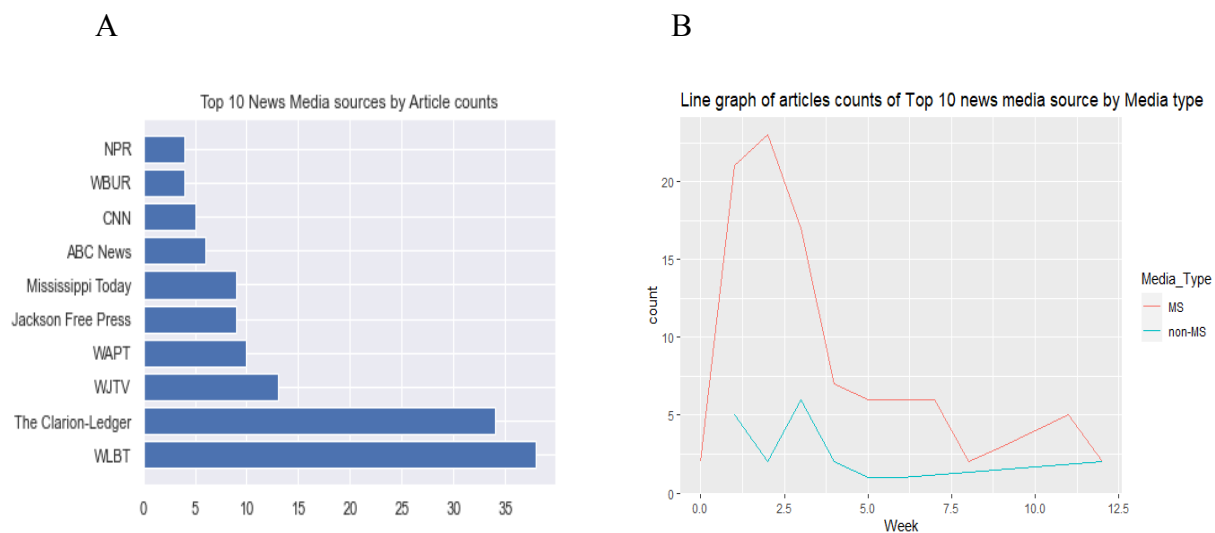 A
Top 10 News Media sources by Article counts
NPR
WBUR
CNN
ABC News
Mississippi Today
Jackson Free Press
WAPT
WJTV
The Clarion-Ledger
WLBT
0 5 10 15 20 25 30 35
B
Line graph of articles counts of Top 10 news media source by Media type
count
20
15
10
5
0
0.0 2.5 5.0 7.5 10.0 12.5
Week
Media_Type
MS
non-MS